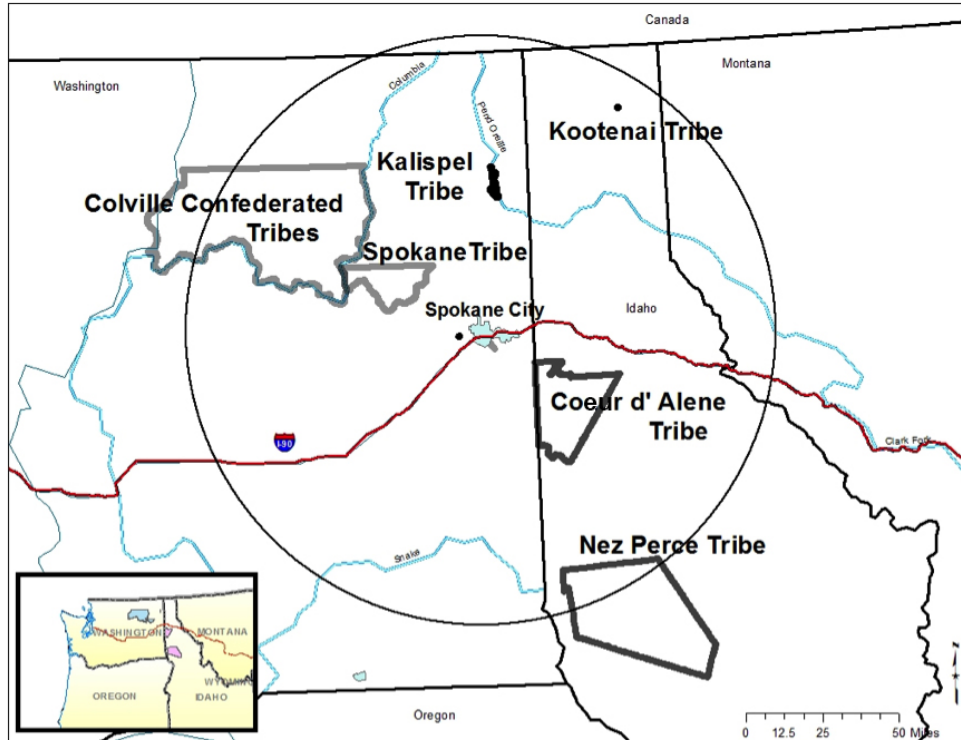 Canada
Washington
Montana
Columbia
Pend Oreille
Kootenai Tribe
Kalispel
Tribe
Colville Confederated
Tribes
Spokane Tribe
Spokane City
Idaho
Coeur d' Alene
Tribe
I-90
Clark Fork
Nez Perce Tribe
Snake
WASHINGTON
MONTANA
OREGON
IDAHO
Oregon
N
0 12.5 25 50 Miles